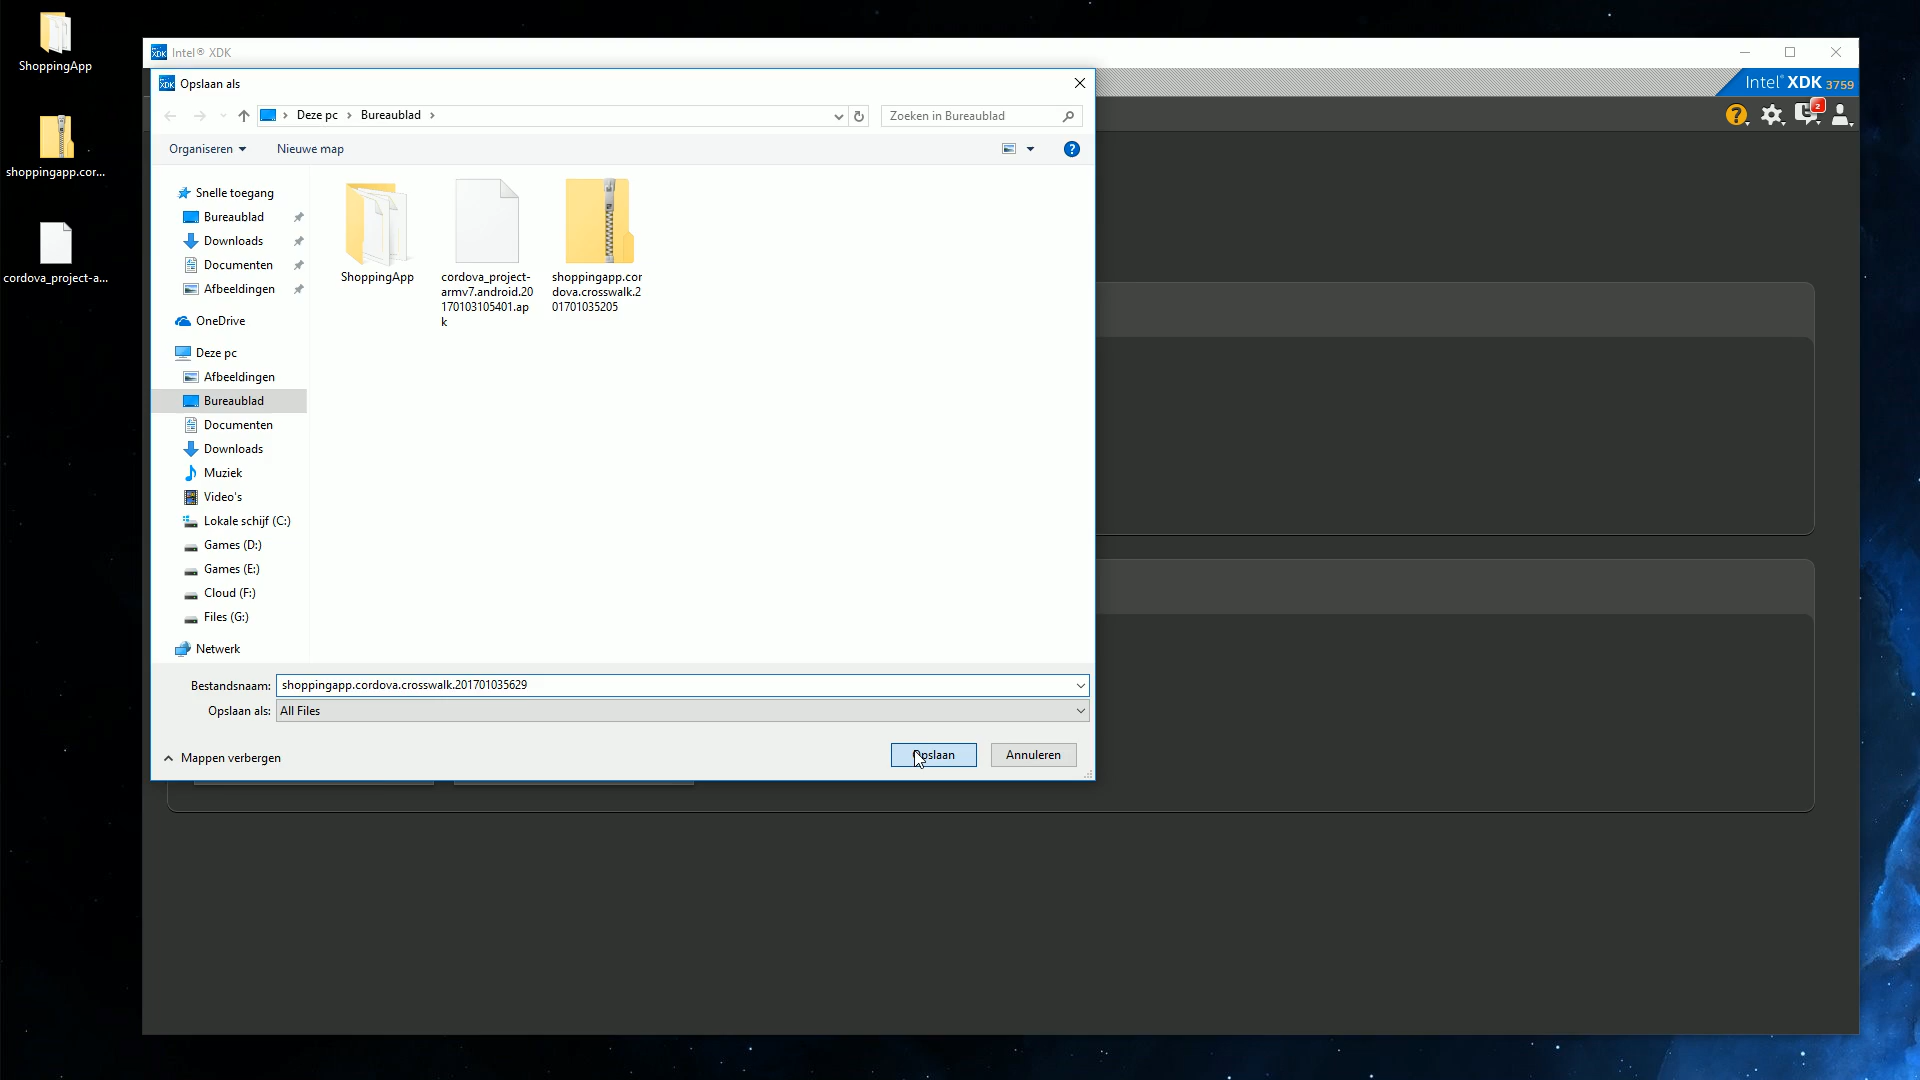 ShoppingApp
shoppingapp.cor...
cordova_project-a...
Intel® XDK
Opslaan als
Intel® XDK 3759
Deze pc
Bureaublad
Zoeken in Bureaublad
2
Organiseren
Nieuwe map
Snelle toegang
Bureaublad
Downloads
Documenten
Afbeeldingen
OneDrive
Deze pc
Afbeeldingen
Bureaublad
Documenten
Downloads
Muziek
Video's
Lokale schijf (C:)
Games (D:)
Games (E:)
Cloud (F:)
Files (G:)
Netwerk
ShoppingApp
cordova_project-
armv7.android.20
170103105401.ap
k
shoppingapp.cor
dova.crosswalk.2
01701035205
Bestandsnaam: shoppingapp.cordova.crosswalk.201701035629
Opslaan als: All Files
Mappen verbergen
Opslaan
Annuleren